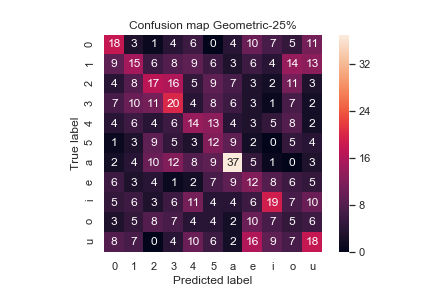 Confusion map Geometric-25%
0 18 3 1 4 6 0 4 10 7 5 11
1 9 15 6 8 9 6 3 6 4 14 13
2 4 8 17 16 5 9 7 3 2 11 3
3 7 10 11 20 4 8 6 3 1 7 2
4 4 6 4 6 14 13 4 3 5 8 2
5 1 3 9 5 3 12 9 2 0 5 4
a 2 4 10 12 8 9 37 5 1 0 3
e 6 3 4 1 2 7 9 12 8 6 5
i 5 6 3 6 11 4 4 6 19 7 10
o 3 5 8 7 4 4 2 10 7 5 6
u 8 7 0 4 10 6 2 16 9 7 18
0 1 2 3 4 5 a e i o u
Predicted label
True label
32
24
16
8
0